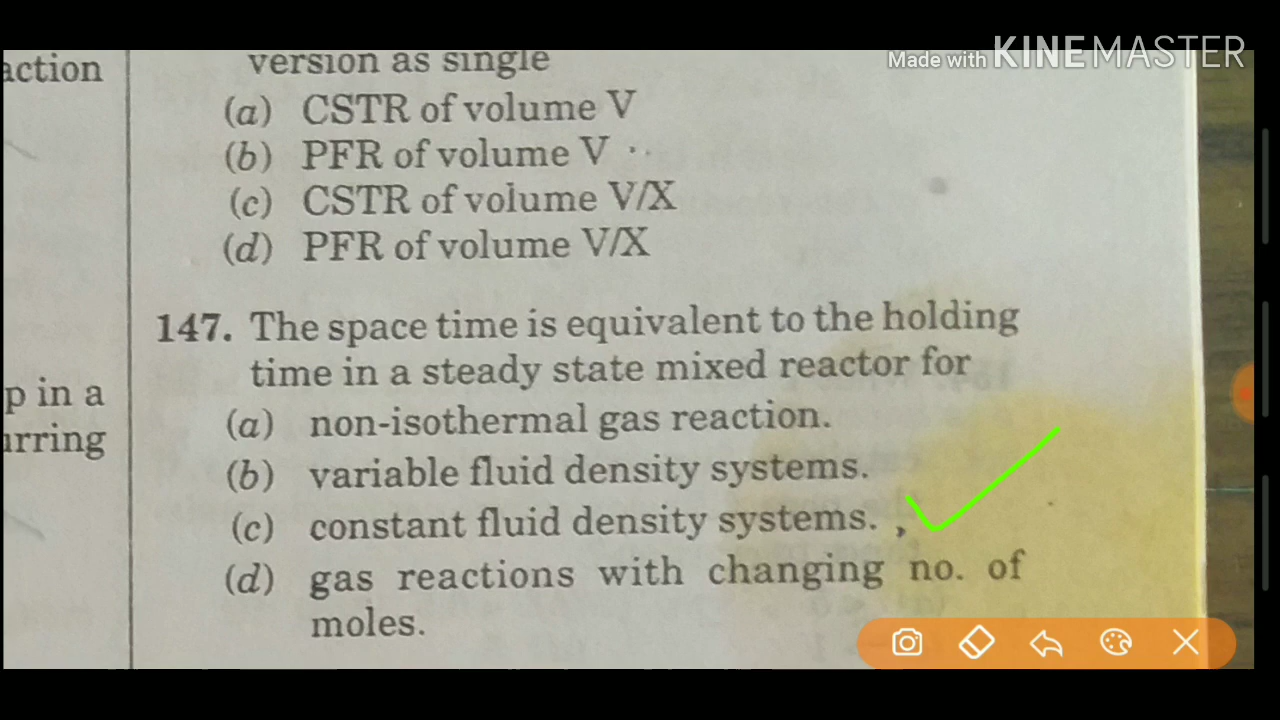 Made with KINEMASTER
action
version as single
(a) CSTR of volume V
(b) PFR of volume V
(c) CSTR of volume V/X
(d) PFR of volume V/X
147. The space time is equivalent to the holding
time in a steady state mixed reactor for
p in a
(a) non-isothermal gas reaction.
irring
(b) variable fluid density systems.
(c) constant fluid density systems.
(d) gas reactions with changing no. of
moles.